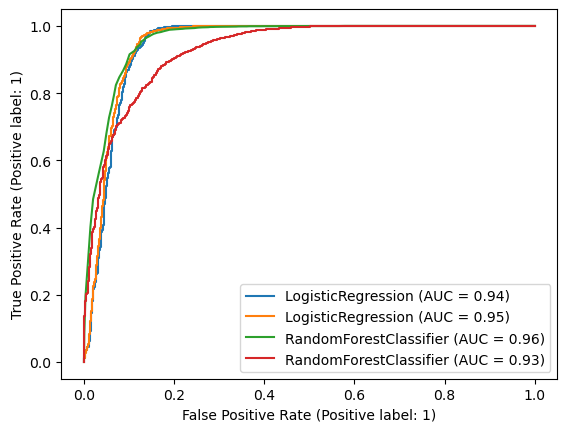 1.0
0.8
0.6
0.4
0.2
0.0
True Positive Rate (Positive label: 1)
LogisticRegression (AUC = 0.94)
LogisticRegression (AUC = 0.95)
RandomForestClassifier (AUC = 0.96)
RandomForestClassifier (AUC = 0.93)
0.0 0.2 0.4 0.6 0.8 1.0
False Positive Rate (Positive label: 1)